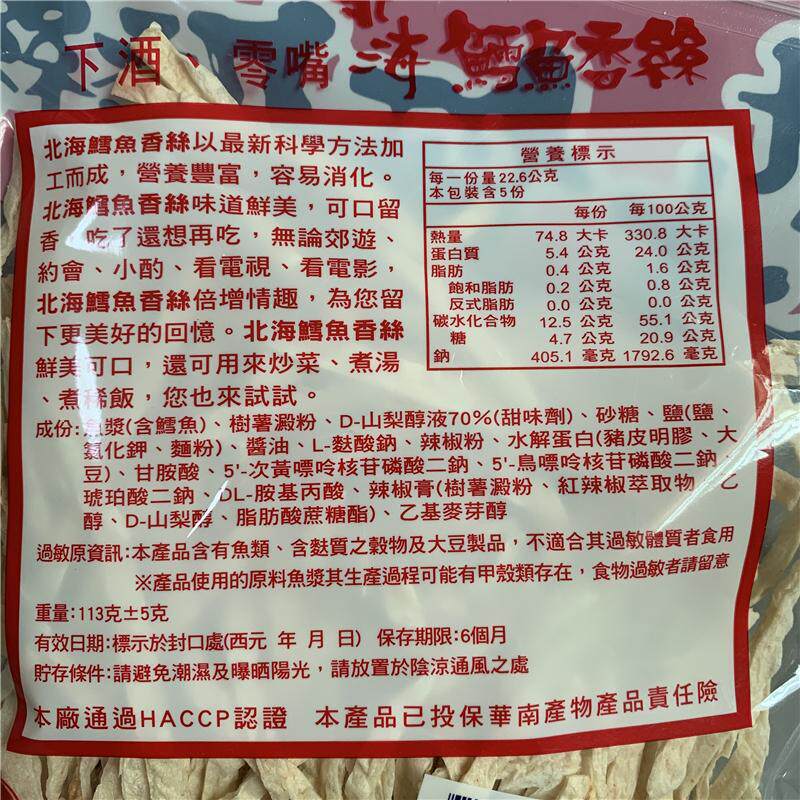 下酒、零嘴 北海鱈魚香絲
北海鱈魚香絲以最新科學方法加
工而成，營養豐富，容易消化。
北海鱈魚香絲味道鮮美，可口留
香，吃了還想再吃，無論郊遊、
約會、小酌、看電視、看電影，
北海鱈魚香絲倍增情趣，為您留
下更美好的回憶。北海鱈魚香絲
鮮美可口，還可用來炒菜、煮湯
、煮稀飯，您也來試試。
營養標示
每一份量22.6公克
本包裝含5份
每份 每100公克
熱量 74.8 大卡 330.8 大卡
蛋白質 5.4 公克 24.0 公克
脂肪 0.4 公克 1.6 公克
飽和脂肪 0.2 公克 0.8 公克
反式脂肪 0.0 公克 0.0 公克
碳水化合物 12.5 公克 55.1 公克
糖 4.7 公克 20.9 公克
鈉 405.1 毫克 1792.6 毫克
成份:魚漿(含鱈魚)、樹薯澱粉、D-山梨醇液70%(甜味劑)、砂糖、鹽(鹽、
氯化鉀、麵粉)、醬油、L-麩酸鈉、辣椒粉、水解蛋白(豬皮明膠、大
豆)、甘胺酸、5'-次黃嘌呤核苷磷酸二鈉、5'-鳥嘌呤核苷磷酸二鈉、
琥珀酸二鈉、DL-胺基丙酸、辣椒膏(樹薯澱粉、紅辣椒萃取物、乙
醇、D-山梨醇、脂肪酸蔗糖酯)、乙基麥芽醇
過敏原資訊:本產品含有魚類、含麩質之穀物及大豆製品，不適合其過敏體質者食用
※產品使用的原料魚漿其生產過程可能有甲殼類存在，食物過敏者請留意
重量:113克±5克
有效日期:標示於封口處(西元 年 月 日) 保存期限:6個月
貯存條件:請避免潮濕及曝晒陽光，請放置於陰涼通風之處
本廠通過HACCP認證 本產品已投保華南產物產品責任險